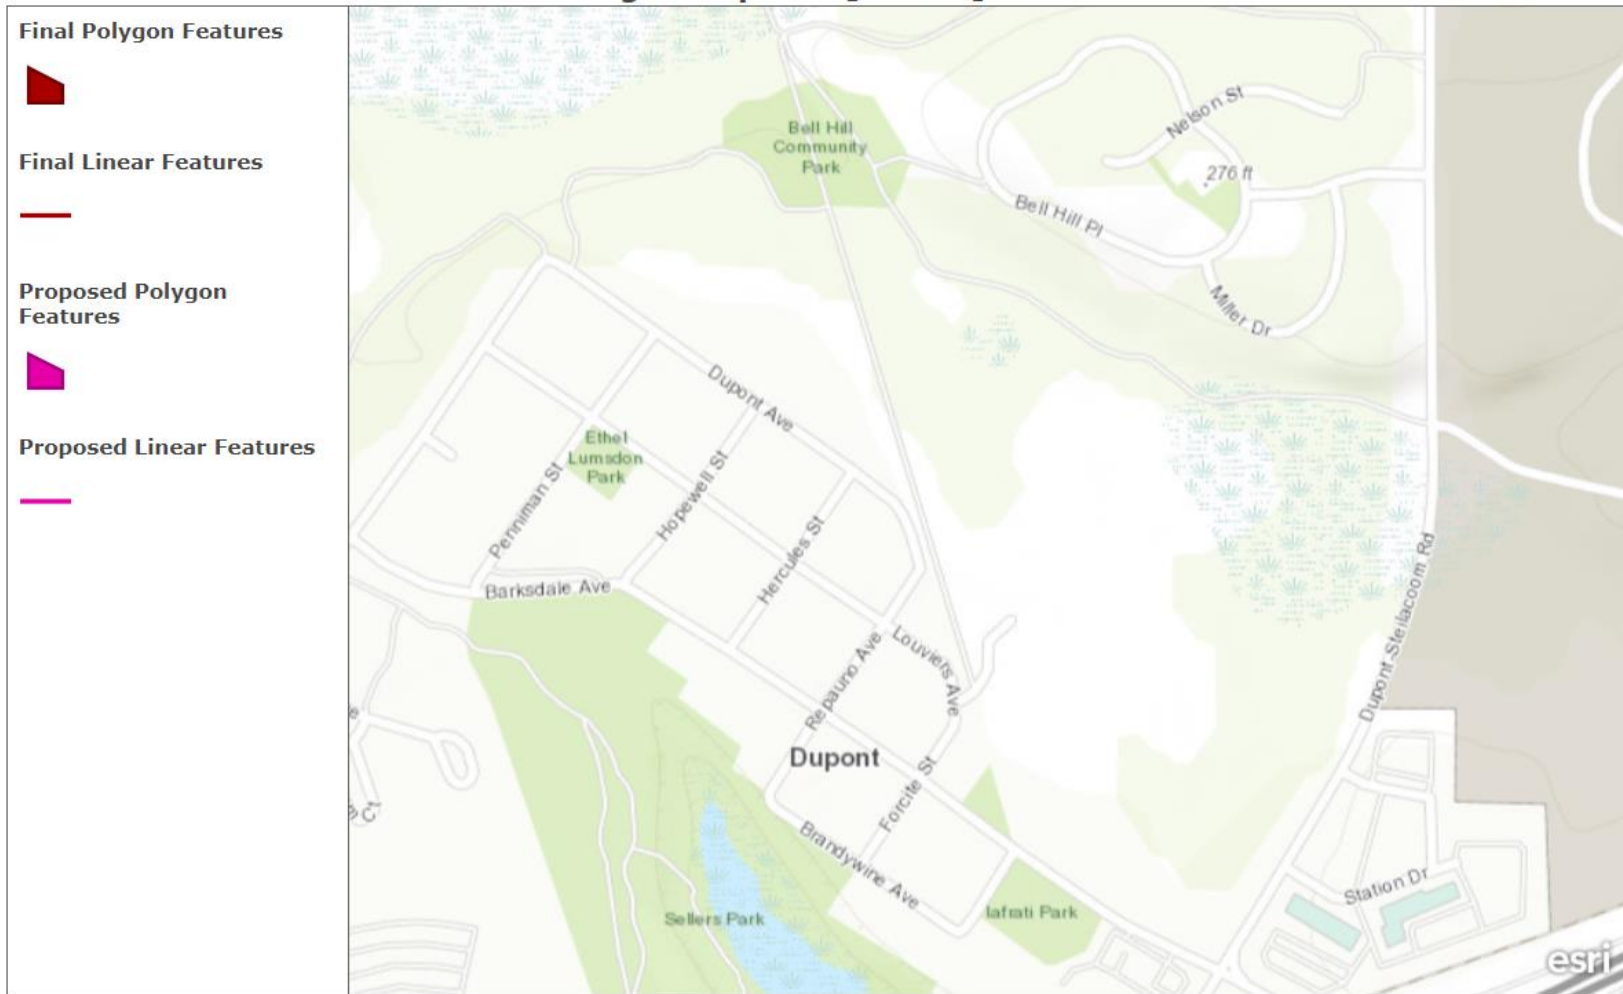 Final Polygon Features
Final Linear Features
Proposed Polygon
Features
Proposed Linear Features
Bell Hill
Community
Park
Nelson St
276 ft
Bell Hill Pl
Miller Dr
Dupont Ave
Ethel
Lumsdon
Park
Penniman St
Hopewell St
Hercules St
Barksdale Ave
Louviers Ave
Repauno Ave
Dupont-Steilacoom Rd
Dupont
Forcite St
Ct
Brandywine Ave
Station Dr
Sellers Park
Iafrati Park
esri